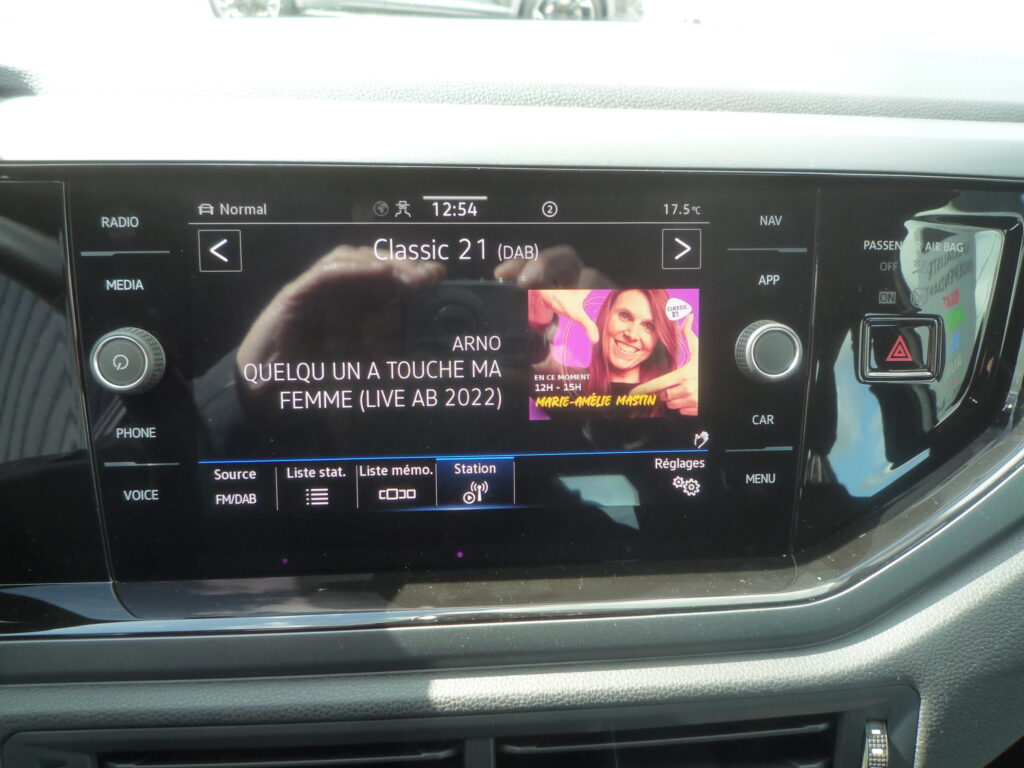 RADIO
MEDIA
PHONE
VOICE
Normal
12:54
2
17.5°C
<
Classic 21 (DAB)
>
ARNO
QUELQU UN A TOUCHE MA
FEMME (LIVE AB 2022)
CLASSIC
21
EN CE MOMENT
12H - 15H
MARIE-AMÉLIE MASTIN
Source
FM/DAB
Liste stat.
Liste mémo.
Station
Réglages
NAV
APP
CAR
MENU
PASSENGER AIR BAG
OFF
ON